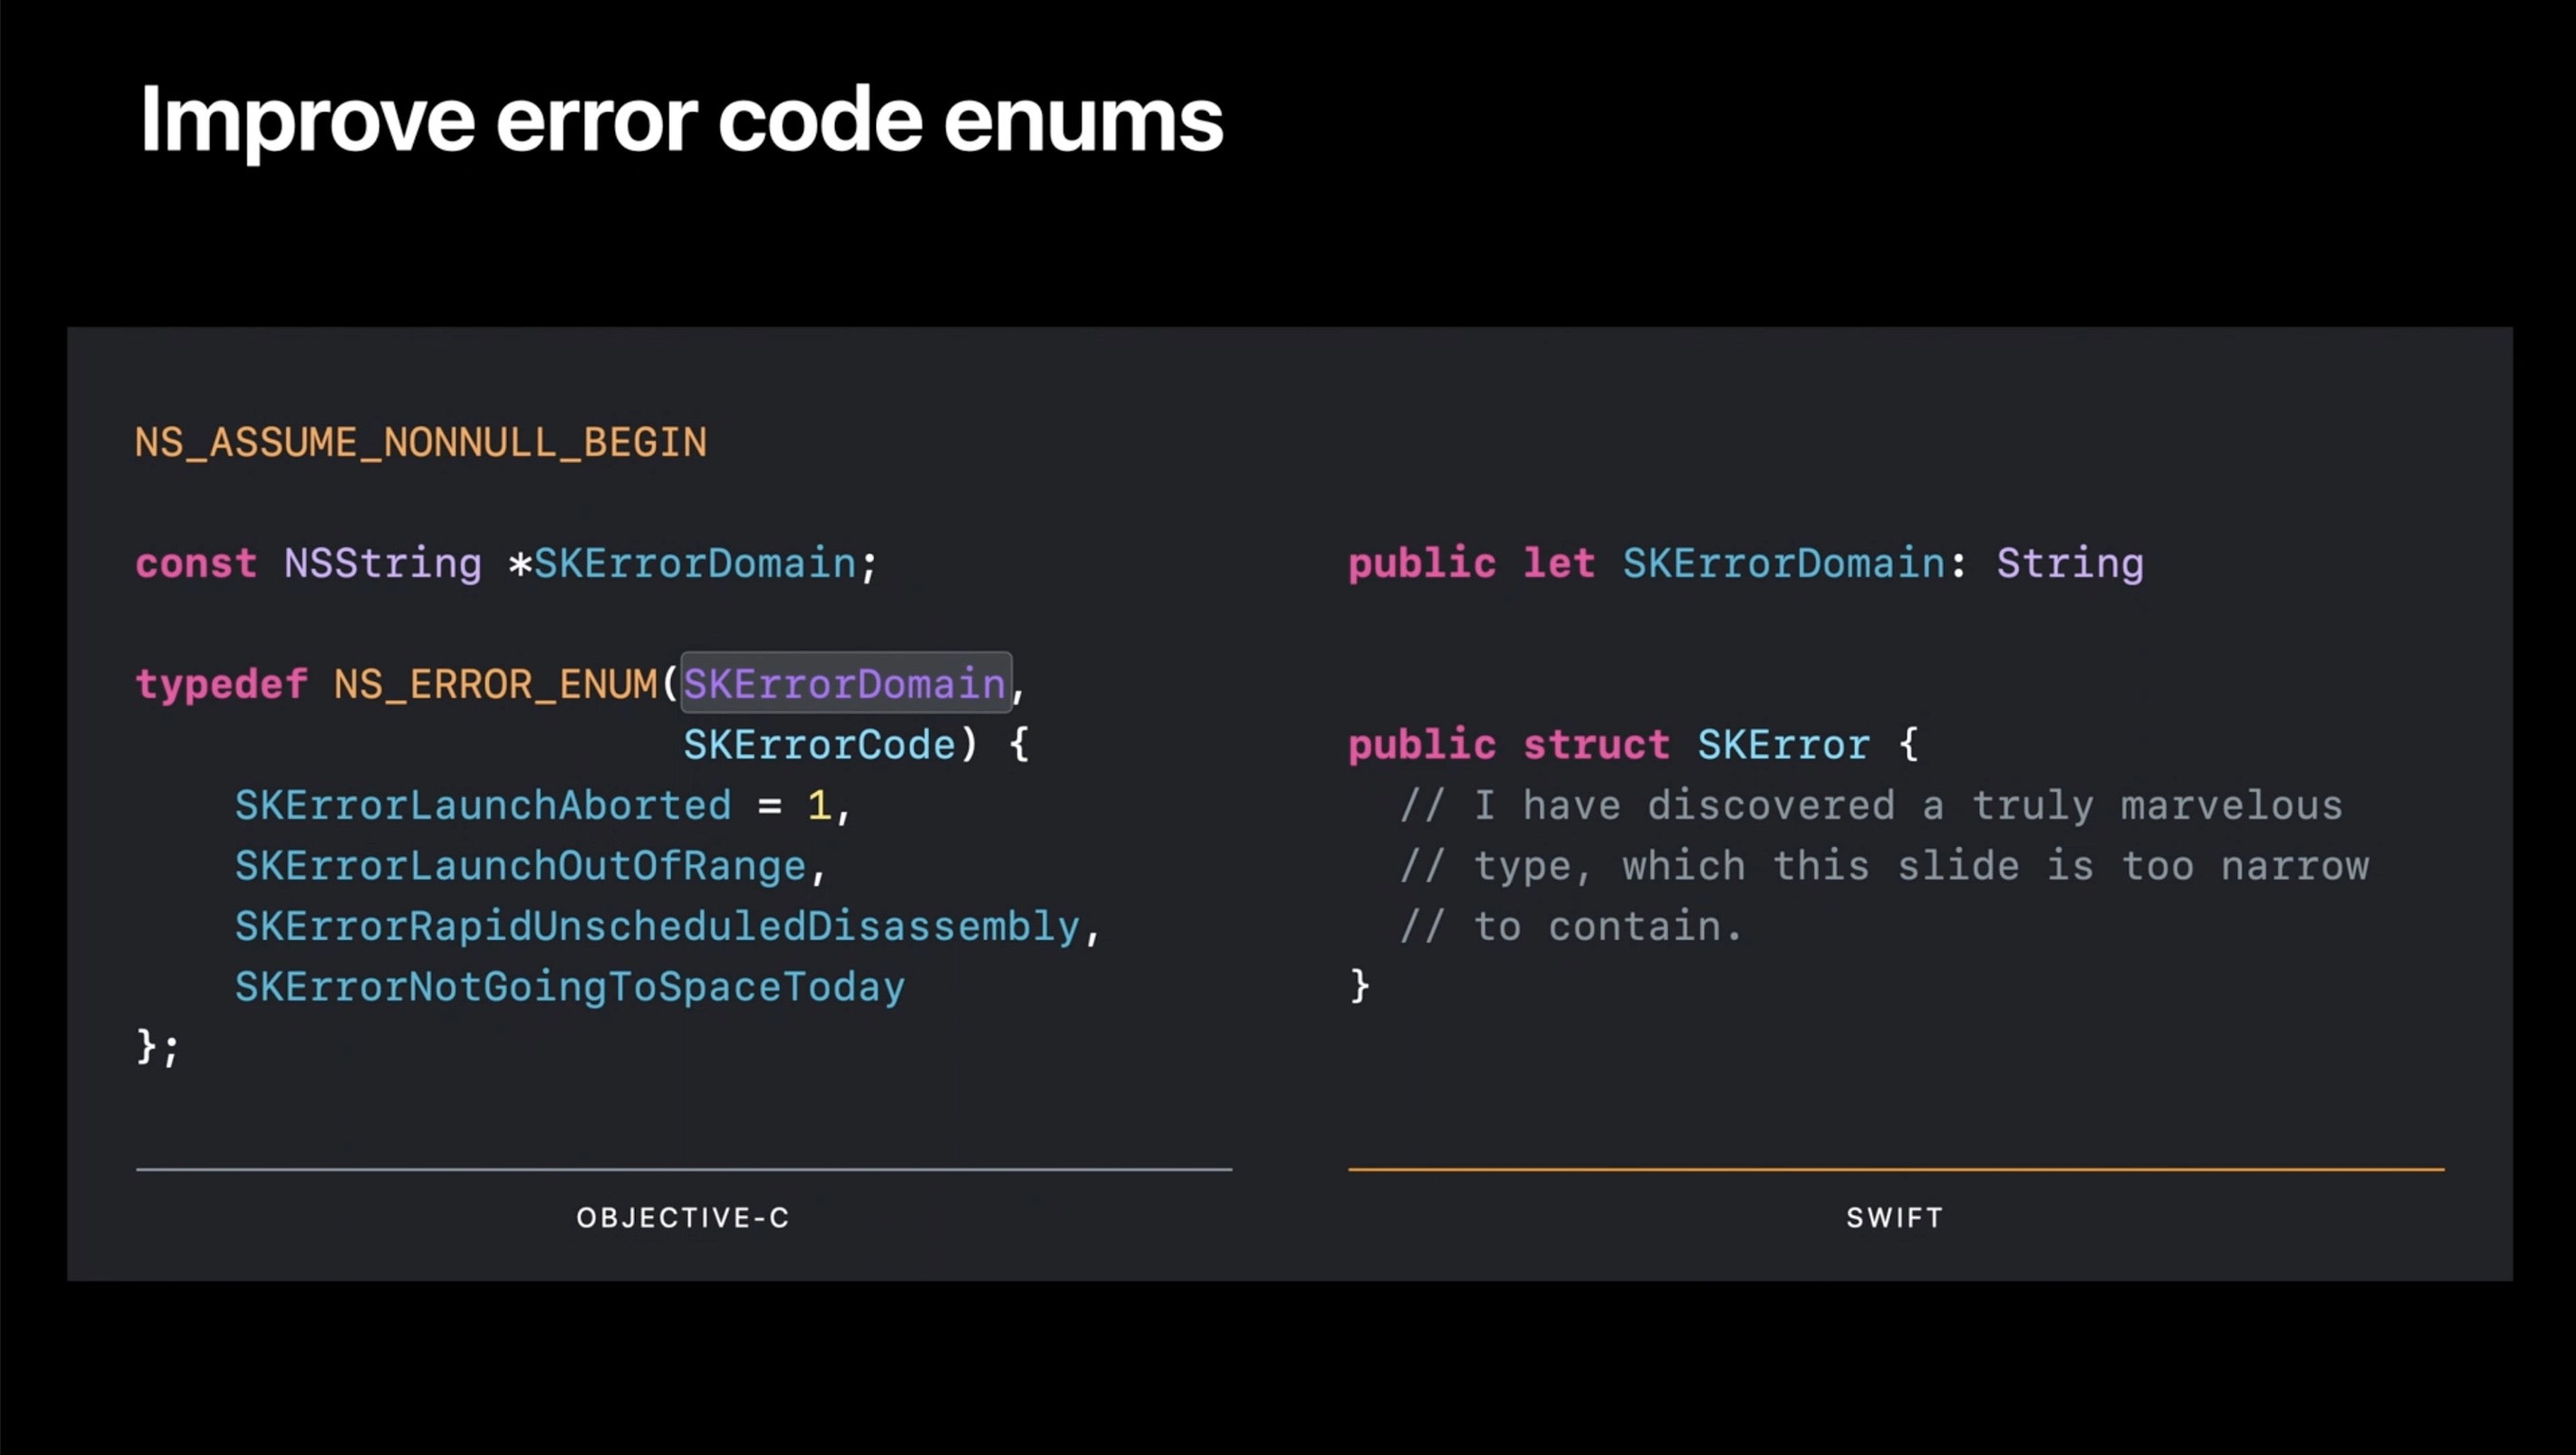 Improve error code enums
NS_ASSUME_NONNULL_BEGIN
const NSString *SKErrorDomain;
typedef NS_ERROR_ENUM(SKErrorDomain,
SKErrorCode) {
SKErrorLaunchAborted = 1,
SKErrorLaunchOutOfRange,
SKErrorRapidUnscheduledDisassembly,
SKErrorNotGoingToSpaceToday
};
OBJECTIVE-C
public let SKErrorDomain: String
public struct SKError {
// I have discovered a truly marvelous
// type, which this slide is too narrow
// to contain.
}
SWIFT